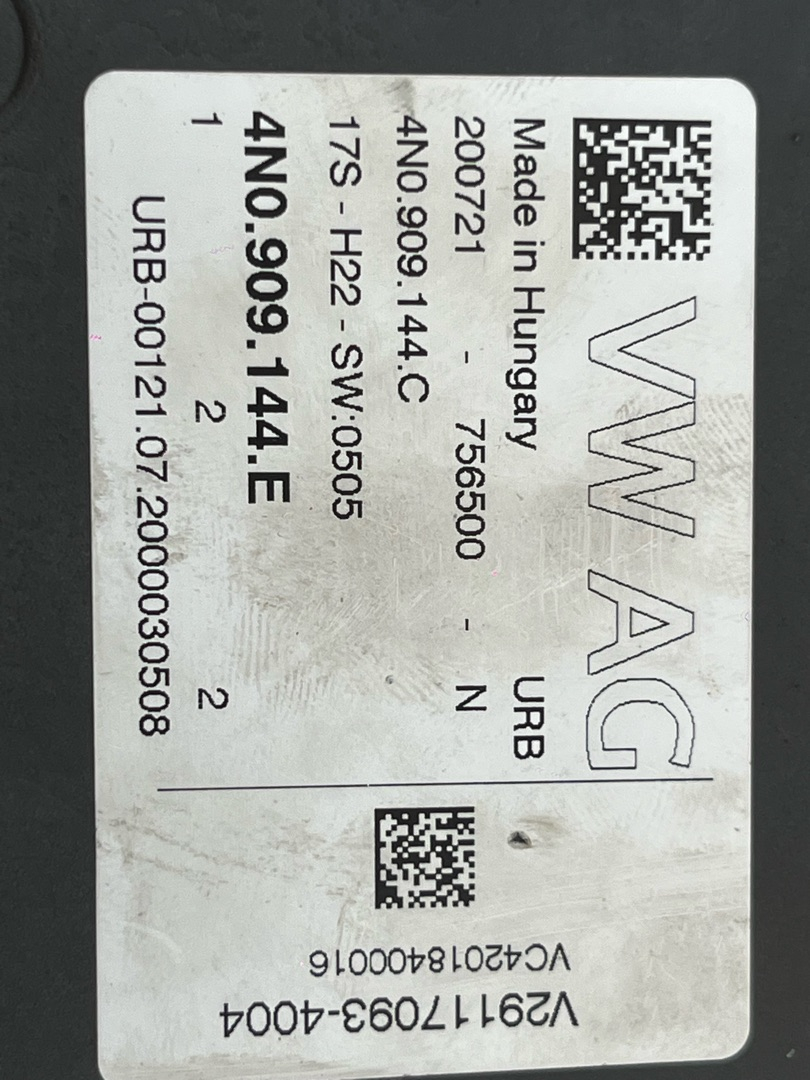 VW AG
Made in Hungary URB
200721 - 756500 - N
4N0.909.144.C
17S - H22 - SW:0505
4N0.909.144.E
1 2 2
URB-00121.07.2000030508
VC42018400016
V29117093-4004